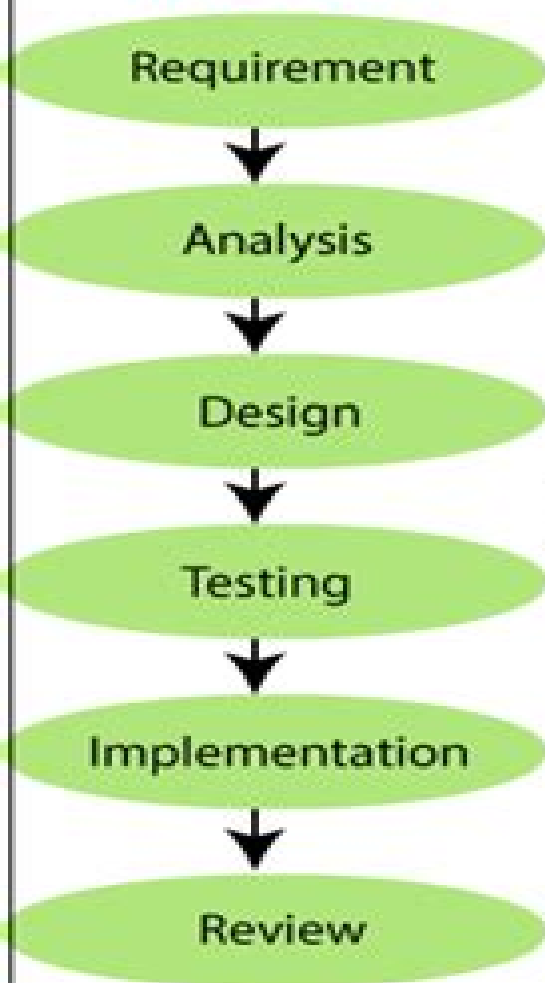 Requirement
Analysis
Design
Testing
Implementation
Review